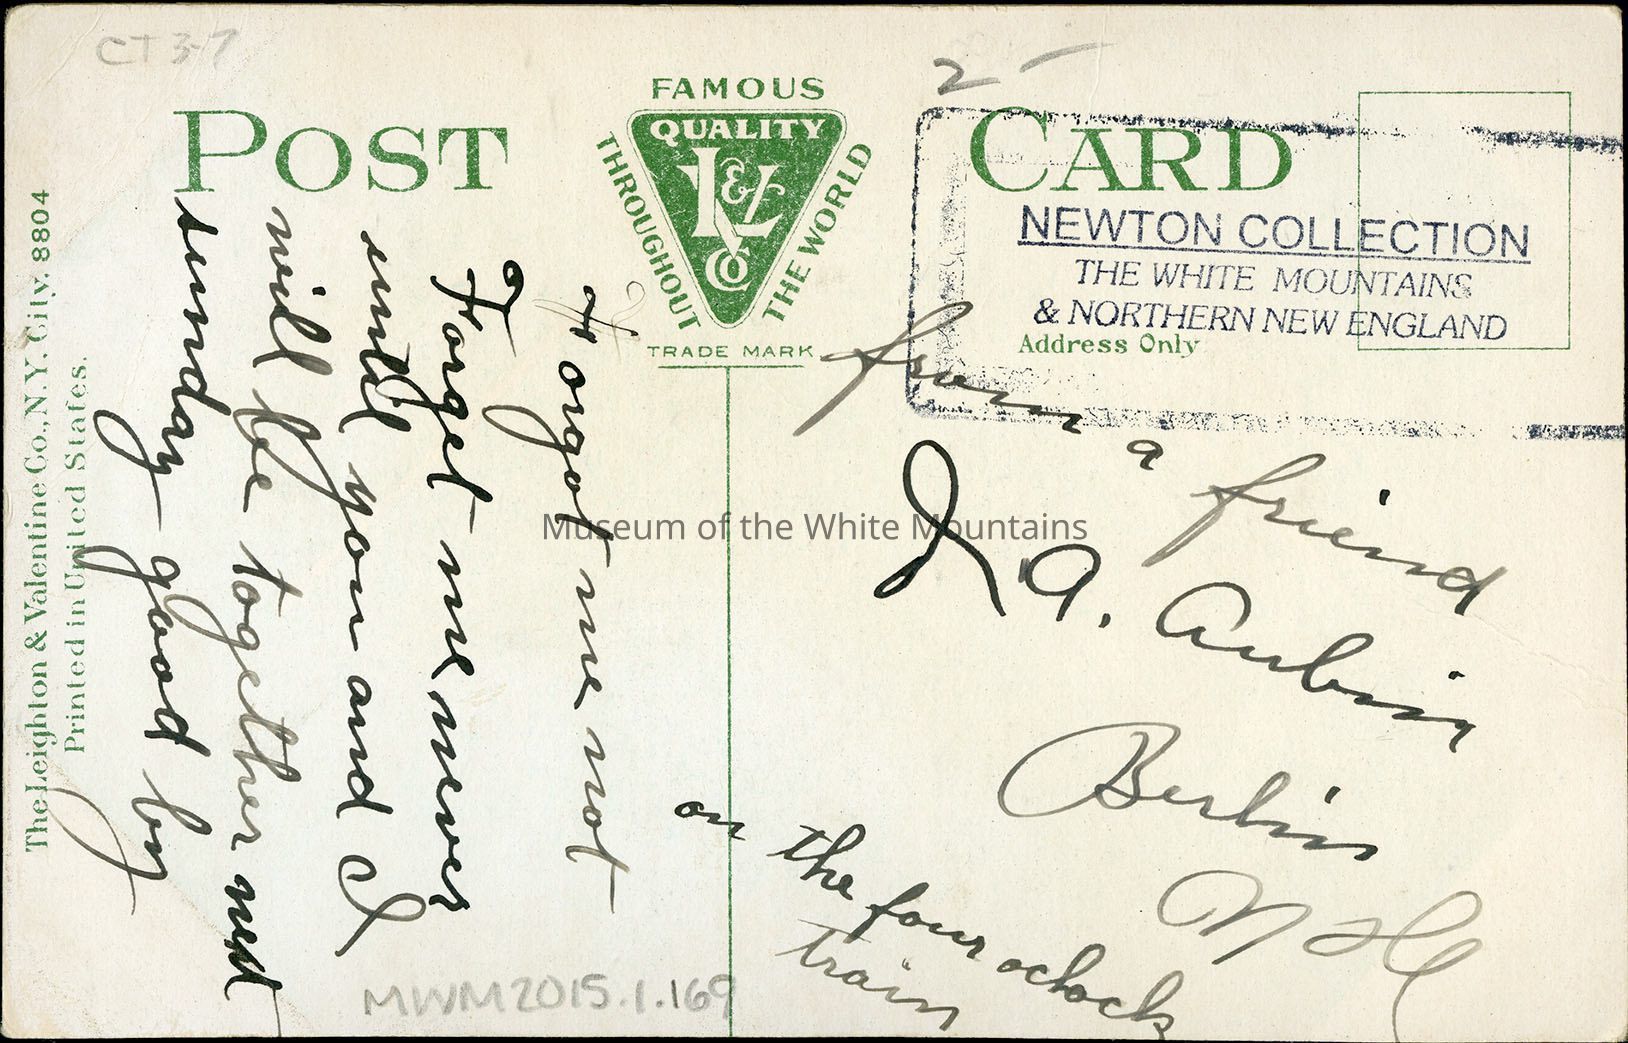 CT 3-7
2-
POST CARD
FAMOUS
QUALITY
THROUGHOUT
THE WORLD
L&V
Co
TRADE MARK
NEWTON COLLECTION
THE WHITE MOUNTAINS
& NORTHERN NEW ENGLAND
Address Only
The Leighton & Valentine Co., N.Y. City. 8804
Printed in United States.
Forgot me not
Forget me never
until you and I
will be together next
sunday good by
from a friend
J. A. Aubin
Berlin
N H
on the four oclock
train
MWM2015.1.169
Museum of the White Mountains